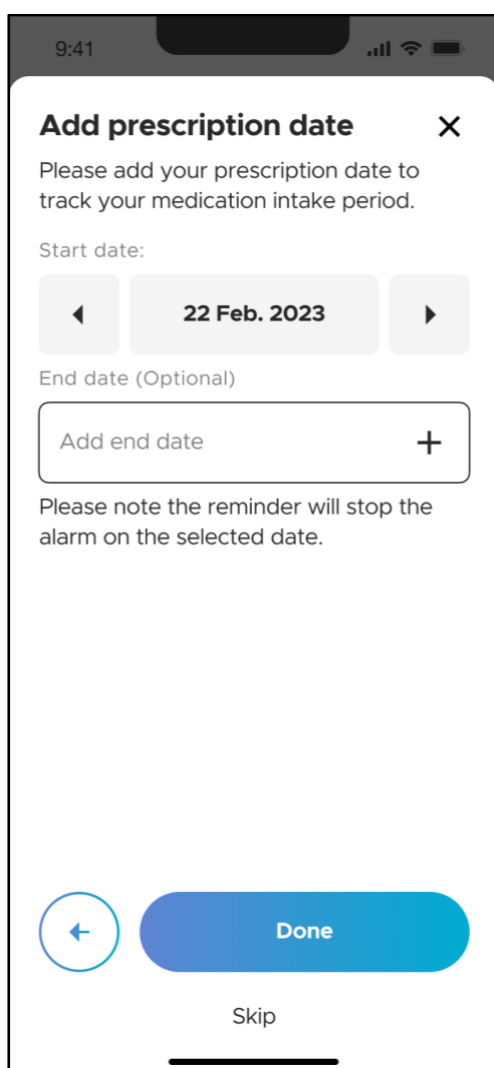 9:41
Add prescription date
Please add your prescription date to
track your medication intake period.
Start date:
22 Feb. 2023
End date (Optional)
Add end date
Please note the reminder will stop the
alarm on the selected date.
Done
Skip